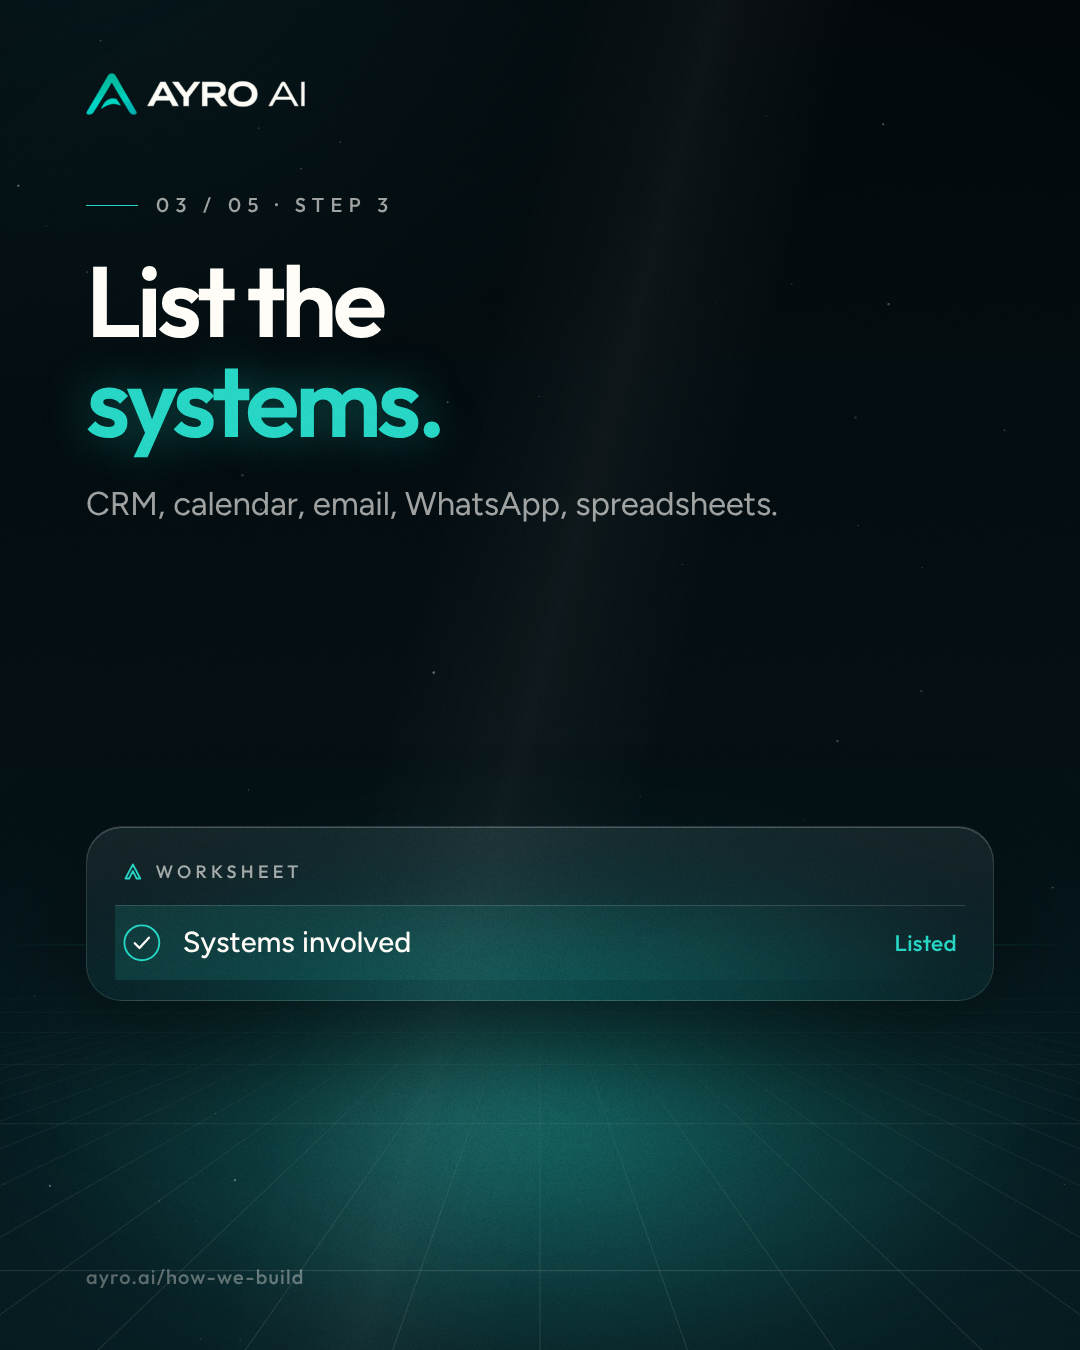 AYRO AI
03 / 05 · STEP 3
List the
systems.
CRM, calendar, email, WhatsApp, spreadsheets.
WORKSHEET
Systems involved
Listed
ayro.ai/how-we-build